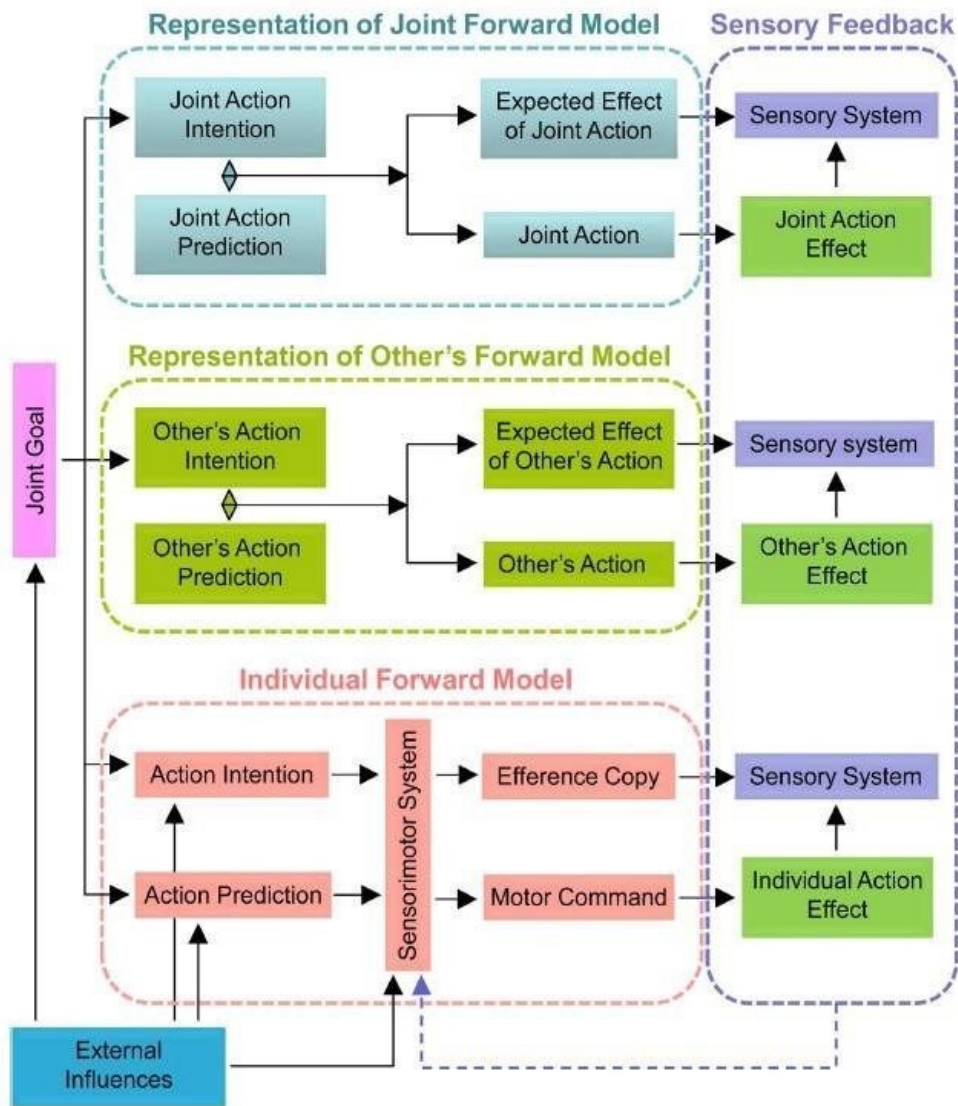 Representation of Joint Forward Model
Sensory Feedback
Joint Action
Intention
Expected Effect
of Joint Action
Sensory System
Joint Action
Prediction
Joint Action
Joint Action
Effect
Representation of Other's Forward Model
Joint Goal
Other's Action
Intention
Expected Effect
of Other's Action
Sensory system
Other's Action
Prediction
Other's Action
Other's Action
Effect
Individual Forward Model
Action Intention
Sensorimotor System
Efference Copy
Sensory System
Action Prediction
Motor Command
Individual Action
Effect
External
Influences